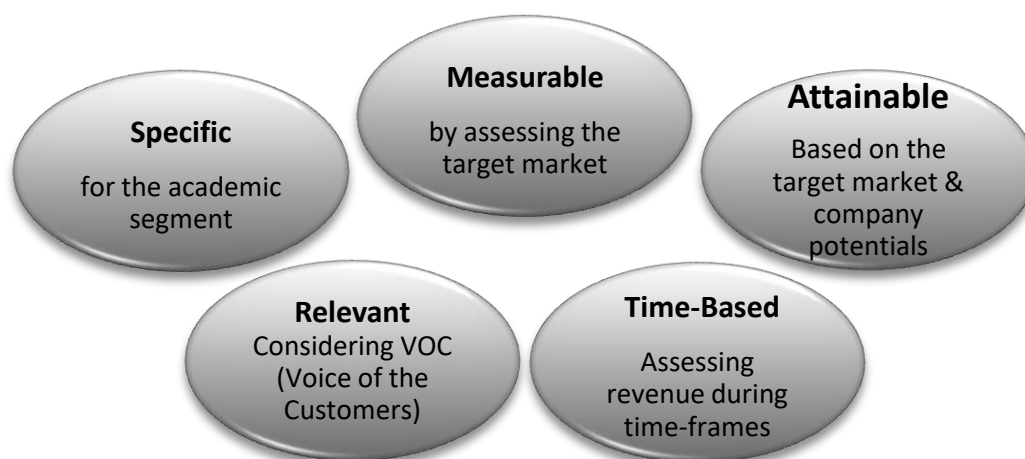 Specific
for the academic
segment
Measurable
by assessing the
target market
Attainable
Based on the
target market &
company
potentials
Relevant
Considering VOC
(Voice of the
Customers)
Time-Based
Assessing
revenue during
time-frames